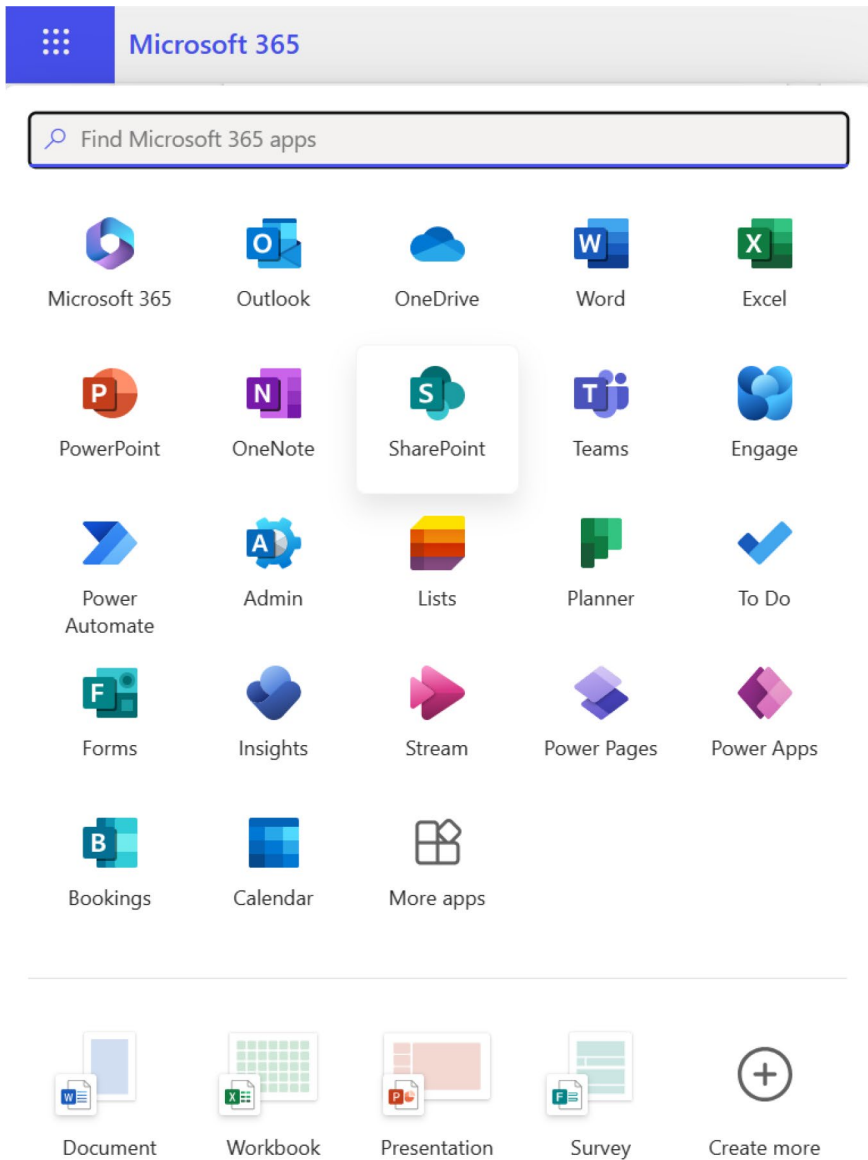 Microsoft 365
Find Microsoft 365 apps
Microsoft 365 Outlook OneDrive Word Excel
PowerPoint OneNote SharePoint Teams Engage
Power Automate Admin Lists Planner To Do
Forms Insights Stream Power Pages Power Apps
Bookings Calendar More apps
Document Workbook Presentation Survey Create more